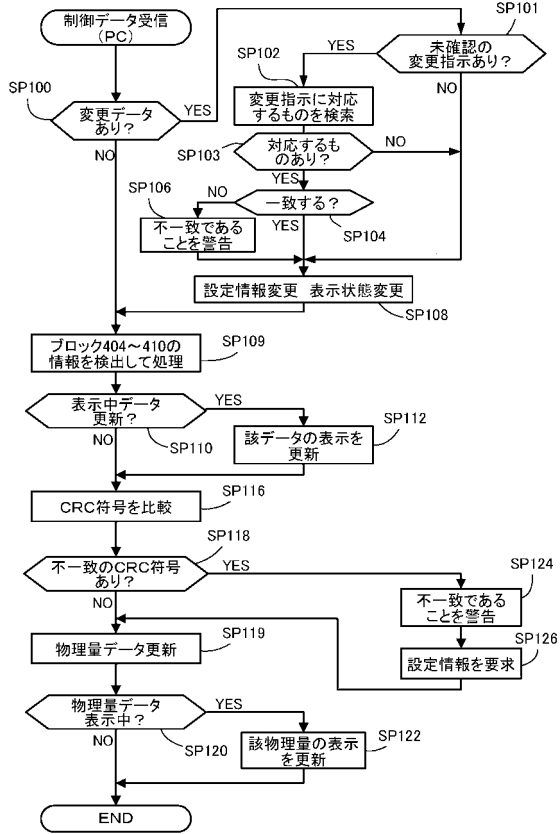 制御データ受信
(PC)
SP100
変更データ
あり?
YES
NO
SP101
未確認の
変更指示あり?
YES
NO
SP102
変更指示に対応
するものを検索
SP103
対応するも
のあり?
NO
YES
SP106
NO
一致する?
YES
SP104
不一致である
ことを警告
設定情報変更 表示状態変更
SP108
ブロック404~410の
情報を検出して処理
SP109
表示中データ
更新?
YES
NO
SP110
SP112
該データの表示を
更新
SP116
CRC符号を比較
SP118
不一致のCRC符号
あり?
YES
NO
SP124
不一致である
ことを警告
SP126
設定情報を要求
SP119
物理量データ更新
物理量データ
表示中?
YES
NO
SP120
SP122
該物理量の表示
を更新
END